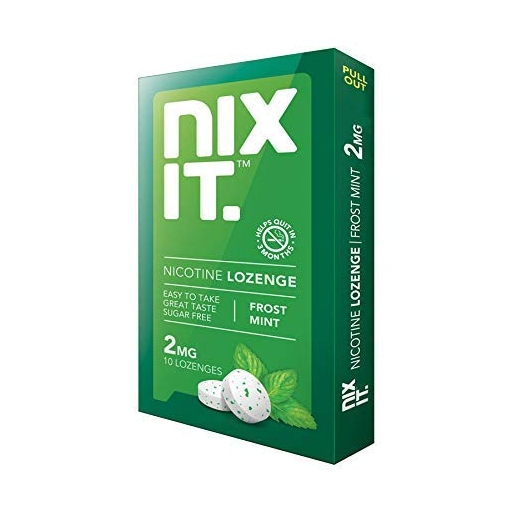 NIX
IT.™
HELPS QUIT IN
3 MONTHS
NICOTINE LOZENGE
EASY TO TAKE
GREAT TASTE
SUGAR FREE
FROST
MINT
2MG
10 LOZENGES
PULL
OUT
NIX IT. NICOTINE LOZENGE | FROST MINT 2MG